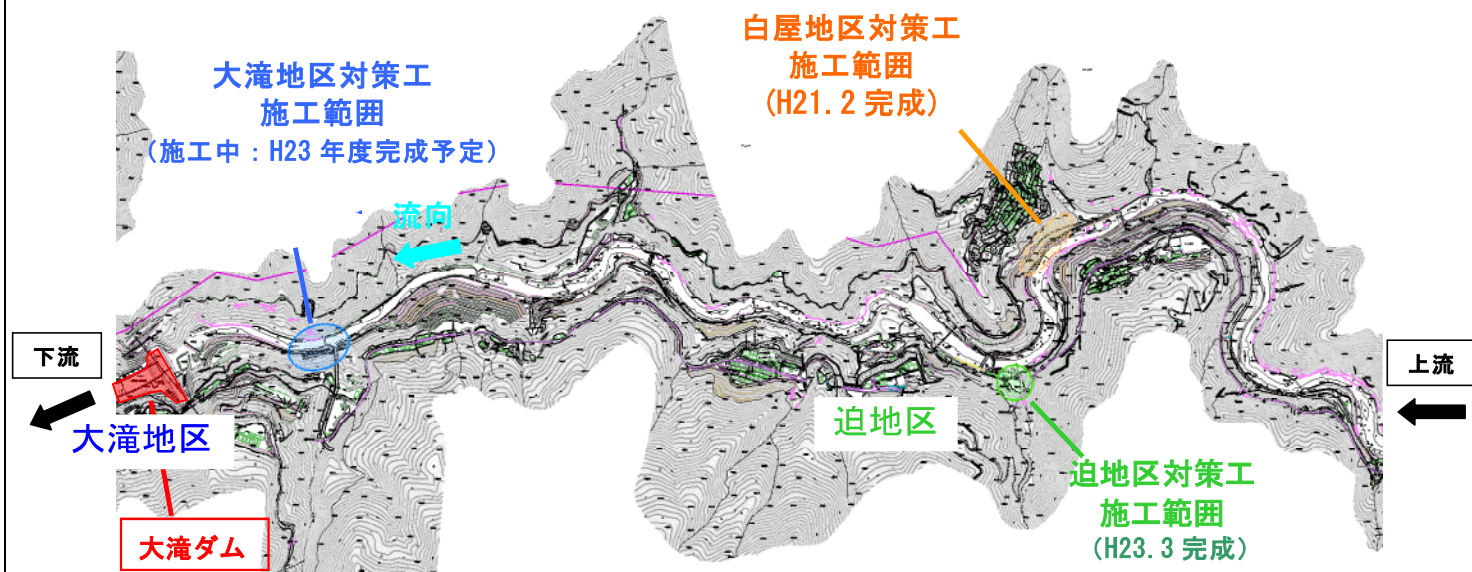 白屋地区対策工
施工範囲
(H21.2 完成)
大滝地区対策工
施工範囲
(施工中：H23 年度完成予定)
流向
下流
上流
大滝地区
迫地区
迫地区対策工
施工範囲
(H23.3 完成)
大滝ダム